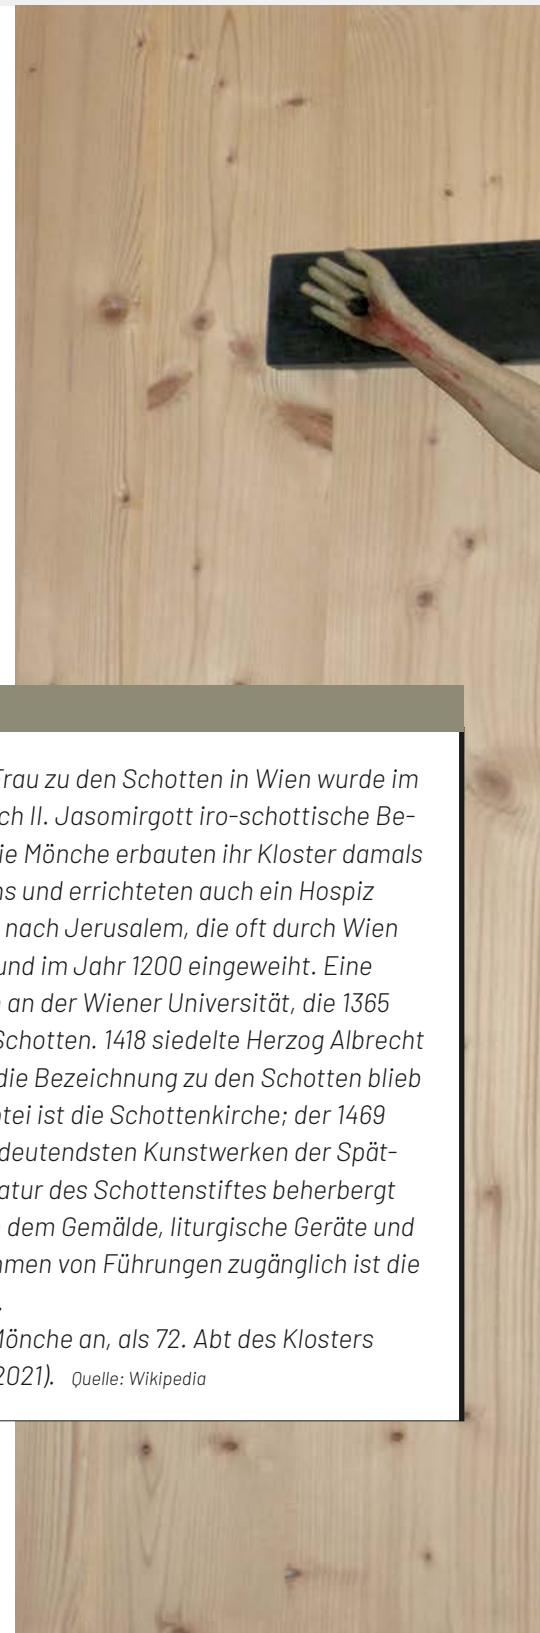 Frau zu den Schotten in Wien wurde im
ch II. Jasomirgott iro-schottische Be-
ie Mönche erbauten ihr Kloster damals
ns und errichteten auch ein Hospiz
nach Jerusalem, die oft durch Wien
und im Jahr 1200 eingeweiht. Eine
an der Wiener Universität, die 1365
Schotten. 1418 siedelte Herzog Albrecht
die Bezeichnung zu den Schotten blieb
tei ist die Schottenkirche; der 1469
deutendsten Kunstwerken der Spät-
atur des Schottenstiftes beherbergt
dem Gemälde, liturgische Geräte und
men von Führungen zugänglich ist die
.
Mönche an, als 72. Abt des Klosters
2021). Quelle: Wikipedia